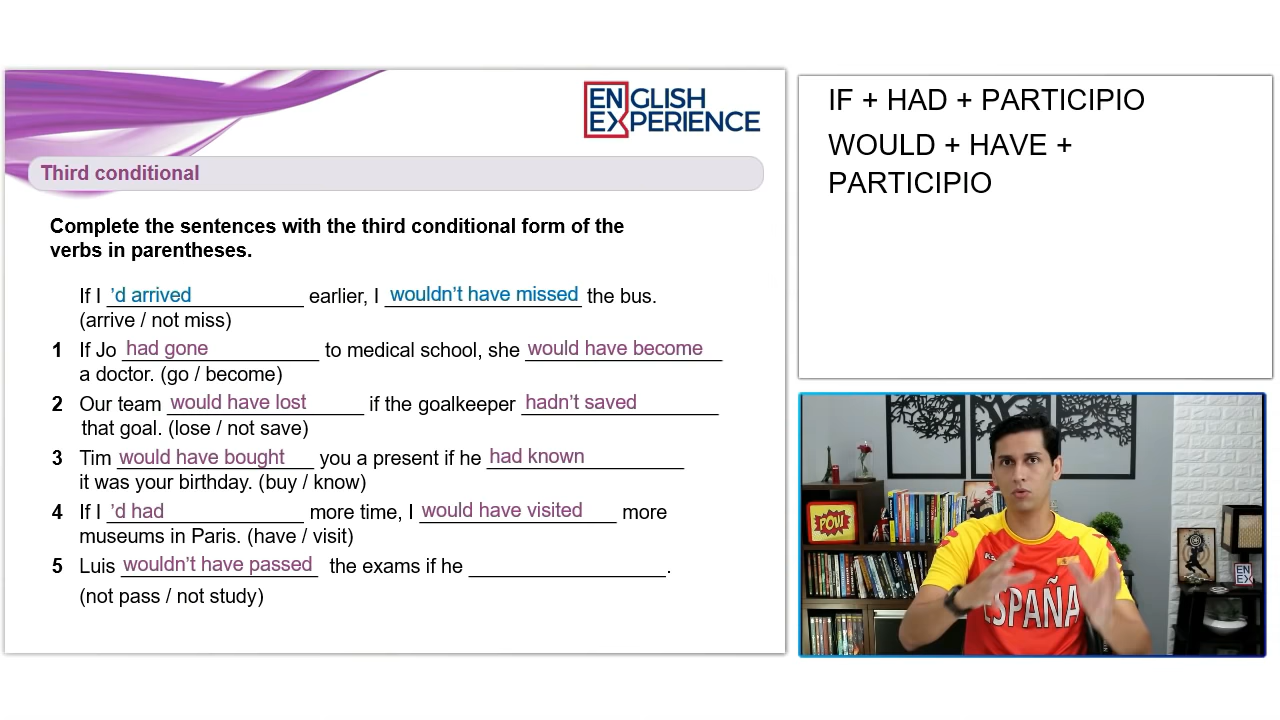 ENGLISH
EXPERIENCE
Third conditional
Complete the sentences with the third conditional form of the
verbs in parentheses.
If I 'd arrived earlier, I wouldn't have missed the bus.
(arrive / not miss)
1 If Jo had gone to medical school, she would have become
a doctor. (go / become)
2 Our team would have lost if the goalkeeper hadn't saved
that goal. (lose / not save)
3 Tim would have bought you a present if he had known
it was your birthday. (buy / know)
4 If I 'd had more time, I would have visited more
museums in Paris. (have / visit)
5 Luis wouldn't have passed the exams if he ____________.
(not pass / not study)
IF + HAD + PARTICIPIO
WOULD + HAVE +
PARTICIPIO
POW!
ESPAÑA
EN
EX